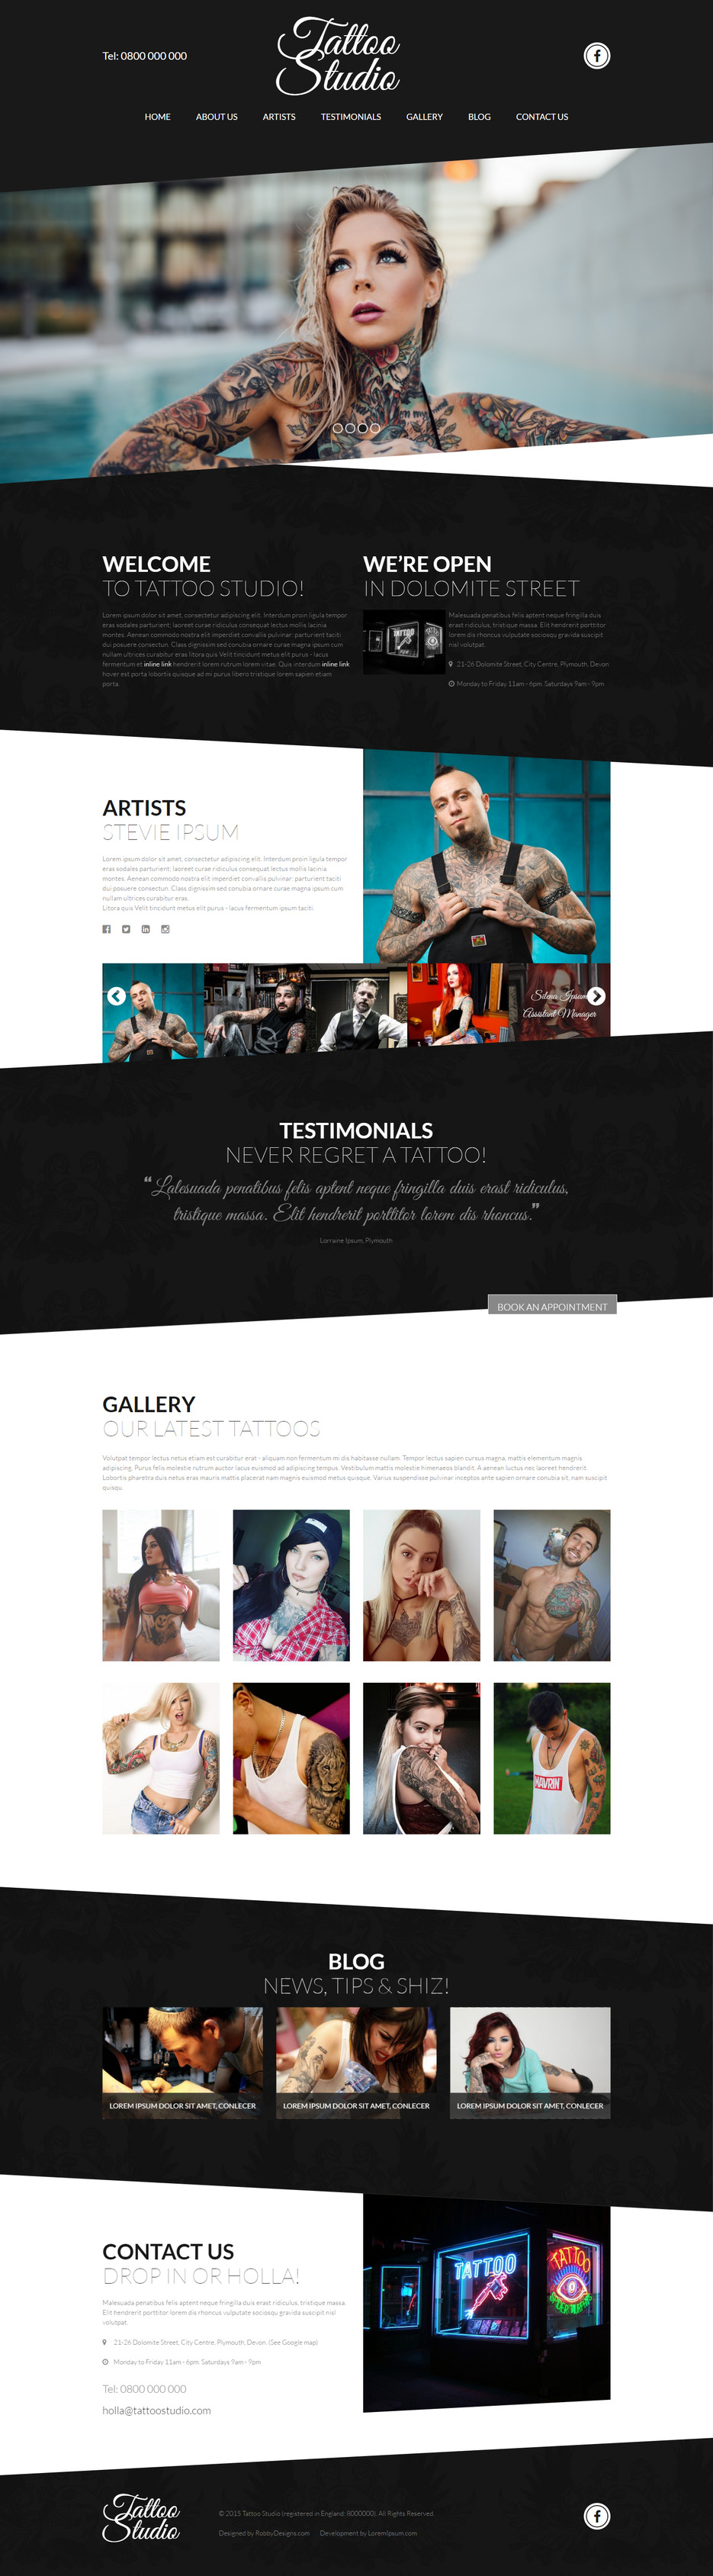 Tel: 0800 000 000
Tattoo
Studio
HOME
ABOUT US
ARTISTS
TESTIMONIALS
GALLERY
BLOG
CONTACT US
WELCOME
TO TATTOO STUDIO!
Lorem ipsum dolor sit amet, consectetur adipiscing elit. Interdum proin ligula tempor
eras sodales parturient; laoreet curae ridiculus consequat lectus mollis lacinia
montes. Aenean commodo nostra elit imperdiet convallis pulvinar; parturient taciti
dui posuere consectun. Class dignissim sed conubia ornare curae magna ipsum cum
nullam ultrices curabitur eras litora quis Velit tincidunt metus elit purus - lacus
fermentum et inline link hendrerit lorem rutrum lorem vitae. Quis interdum inline link
hover est porta lobortis quisque ad mi purus libero tristique lorem sapien etiam
porta.
WE'RE OPEN
IN DOLOMITE STREET
TATTOO
Malesuada penatibus felis aptent neque fringilla duis
erast ridiculus, tristique massa. Elit hendrerit porttitor
lorem dis rhoncus vulputate sociosqu gravida suscipit
nisl volutpat.
21-26 Dolomite Street, City Centre, Plymouth, Devon
Monday to Friday 11am - 6pm. Saturdays 9am - 9pm
ARTISTS
STEVIE IPSUM
Lorem ipsum dolor sit amet, consectetur adipiscing elit. Interdum proin ligula tempor
eras sodales parturient; laoreet curae ridiculus consequat lectus mollis lacinia
montes. Aenean commodo nostra elit imperdiet convallis pulvinar; parturient taciti
dui posuere consectun. Class dignissim sed conubia ornare curae magna ipsum cum
nullam ultrices curabitur eras.
Litora quis Velit tincidunt metus elit purus - lacus fermentum ipsum taciti.
Silena Ipsum
Assistant Manager
TESTIMONIALS
NEVER REGRET A TATTOO!
“Lalesuada penatibus felis aptent neque fringilla duis erast ridiculus,
tristique massa. Elit hendrerit porttitor lorem dis rhoncus.”
Lorraine Ipsum, Plymouth
BOOK AN APPOINTMENT
GALLERY
OUR LATEST TATTOOS
Volutpat tempor lectus netus etiam est curabitur erat - aliquam non fermentum mi dis habitasse nullam. Tempor lectus sapien cursus magna, mattis elementum magnis
adipiscing. Purus felis molestie rutrum auctor lacus euismod ad adipiscing tempus. Vestibulum mattis molestie himenaeos blandit. A aenean luctus nec laoreet hendrerit.
Lobortis pharetra duis netus eras mauris mattis placerat nam magnis euismod metus quisque. Varius suspendisse pulvinar inceptos ante sapien ornare conubia sit, nam suscipit
quisqu.
BLOG
NEWS, TIPS & SHIZ!
LOREM IPSUM DOLOR SIT AMET, CONLECER
LOREM IPSUM DOLOR SIT AMET, CONLECER
LOREM IPSUM DOLOR SIT AMET, CONLECER
CONTACT US
DROP IN OR HOLLA!
Malesuada penatibus felis aptent neque fringilla duis erast ridiculus, tristique massa.
Elit hendrerit porttitor lorem dis rhoncus vulputate sociosqu gravida suscipit nisl
volutpat.
21-26 Dolomite Street, City Centre, Plymouth, Devon. (See Google map)
Monday to Friday 11am - 6pm. Saturdays 9am - 9pm
Tel: 0800 000 000
holla@tattoostudio.com
TATTOO
TATTOO
Tattoo
Studio
© 2015 Tattoo Studio (registered in England: 8000000). All Rights Reserved.
Designed by RobbyDesigns.com
Development by LoremIpsum.com